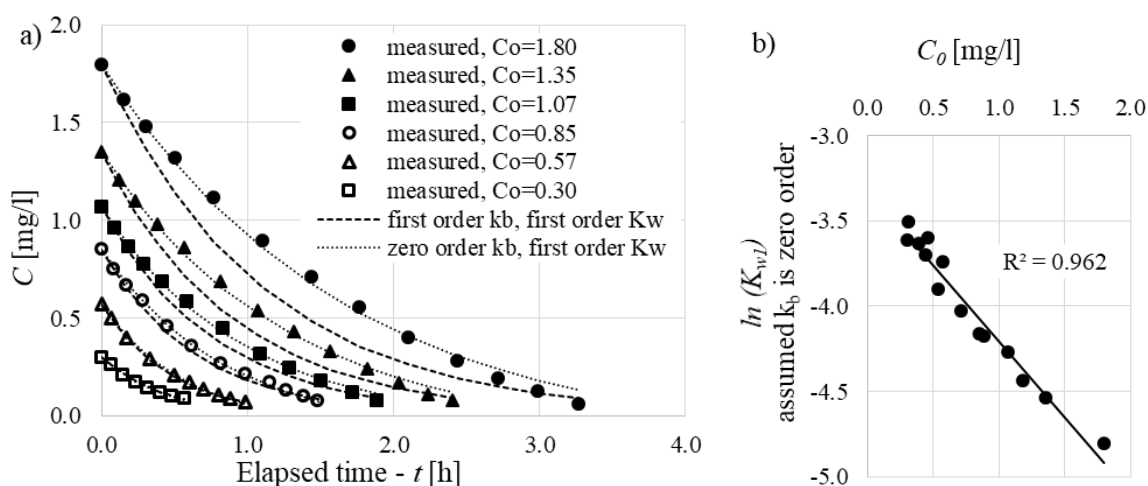 a)
2.0
1.5
1.0
0.5
0.0
C [mg/l]
0.0 1.0 2.0 3.0 4.0
Elapsed time - t [h]
measured, Co=1.80
measured, Co=1.35
measured, Co=1.07
measured, Co=0.85
measured, Co=0.57
measured, Co=0.30
first order kb, first order Kw
zero order kb, first order Kw
b)
C0 [mg/l]
0.0 0.5 1.0 1.5 2.0
-3.0
-3.5
-4.0
-4.5
-5.0
ln (Kw1)
assumed kb is zero order
R² = 0.962